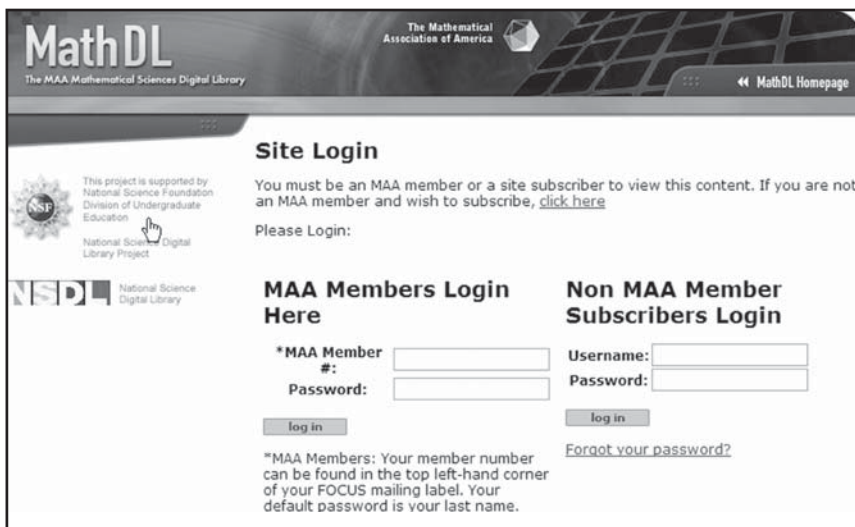 MathDL
The MAA Mathematical Sciences Digital Library
The Mathematical
Association of America
MathDL Homepage
This project is supported by
National Science Foundation
Division of Undergraduate
Education
National Science Digital
Library Project
NSF
NSDL
National Science
Digital Library
Site Login
You must be an MAA member or a site subscriber to view this content. If you are not
an MAA member and wish to subscribe, click here
Please Login:
MAA Members Login
Here
*MAA Member
#:
Password:
log in
*MAA Members: Your member number
can be found in the top left-hand corner
of your FOCUS mailing label. Your
default password is your last name.
Non MAA Member
Subscribers Login
Username:
Password:
log in
Forgot your password?